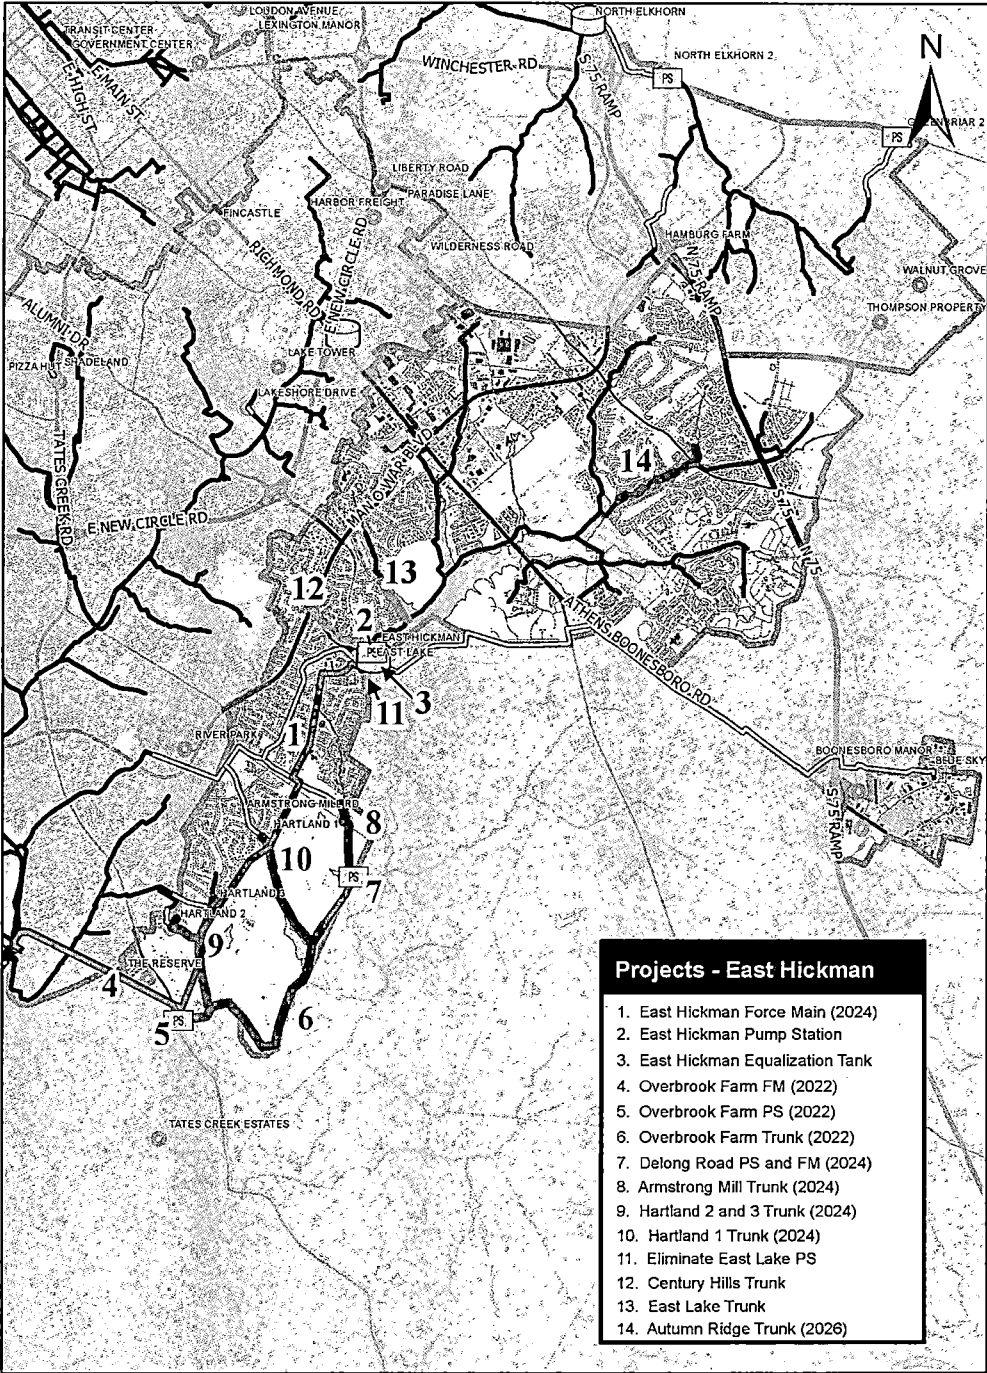 LOUDON AVENUE
LEXINGTON MANOR
NORTH ELKHORN
TRANSIT CENTER
GOVERNMENT CENTER
E MAIN ST
E HIGH ST
WINCHESTER RD
S 75 RAMP
NORTH ELKHORN 2
PS
N
PS
LIBERTY ROAD
PARADISE LANE
HARBOR FREIGHT
FINCASTLE
WILDERNESS ROAD
HAMBURG FARM
RICHMOND RD
E NEW CIRCLE RD
N 75 RAMP
WALNUT GROVE
THOMPSON PROPERTY
ALUMNI DR
PIZZA HUT
SHADELAND
LAKE TOWER
LAKESHORE DRIVE
TATES CREEK RD
MAN O WAR BLVD
14
S 75
N 75
E NEW CIRCLE RD
12
13
2
EAST HICKMAN
EAST LAKE
ATHENS BOONESBORO RD
3
11
1
RIVER PARK
BOONESBORO MANOR
BLUE SKY
S 75 RAMP
ARMSTRONG MILL RD
HARTLAND 1
8
10
PS
7
HARTLAND 3
HARTLAND 2
9
THE RESERVE
4
5
PS
6
TATES CREEK ESTATES
Projects - East Hickman
1. East Hickman Force Main (2024)
2. East Hickman Pump Station
3. East Hickman Equalization Tank
4. Overbrook Farm FM (2022)
5. Overbrook Farm PS (2022)
6. Overbrook Farm Trunk (2022)
7. Delong Road PS and FM (2024)
8. Armstrong Mill Trunk (2024)
9. Hartland 2 and 3 Trunk (2024)
10. Hartland 1 Trunk (2024)
11. Eliminate East Lake PS
12. Century Hills Trunk
13. East Lake Trunk
14. Autumn Ridge Trunk (2026)